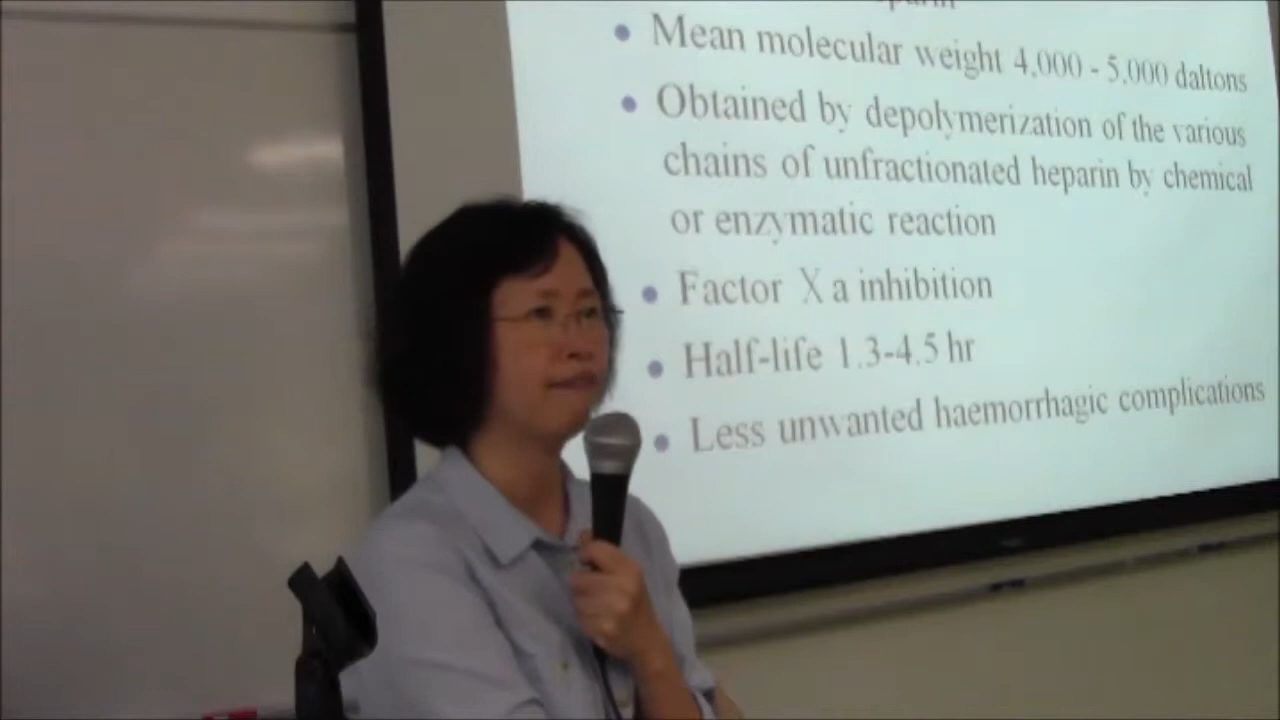 Mean molecular weight 4,000 - 5,000 daltons
Obtained by depolymerization of the various
chains of unfractionated heparin by chemical
or enzymatic reaction
Factor X a inhibition
Half-life 1.3-4.5 hr
Less unwanted haemorrhagic complications